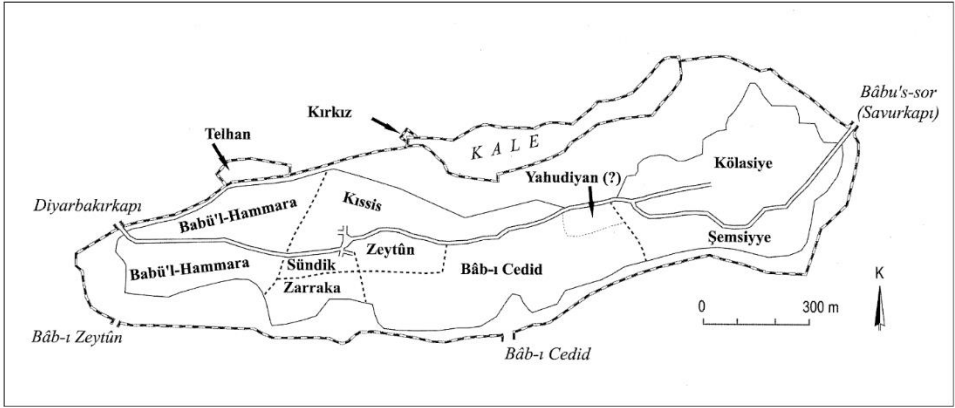 Bâbu's-sor
(Savurkapı)
Kırkız
Telhan
KALE
Kölasiye
Yahudiyan (?)
Diyarbakırkapı
Babü'l-Hammara
Kıssis
Şemsiyye
Zeytûn
Babü'l-Hammara
Sündik
Bâb-ı Cedid
Zarraka
K
0 300 m
Bâb-ı Zeytûn
Bâb-ı Cedid